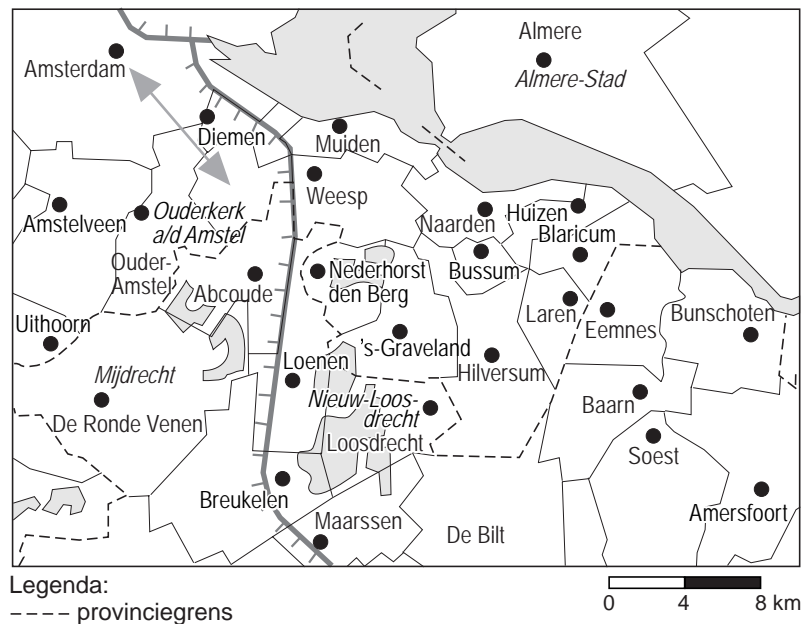 Almere
Amsterdam
Almere-Stad
Diemen
Muiden
Weesp
Amstelveen
Ouderkerk
a/d Amstel
Naarden
Huizen
Blaricum
Ouder-
Amstel
Abcoude
Nederhorst
den Berg
Bussum
Laren
Eemnes
Bunschoten
Uithoorn
's-Graveland
Loenen
Hilversum
Mijdrecht
Nieuw-Loos-
drecht
Baarn
De Ronde Venen
Loosdrecht
Soest
Breukelen
Maarssen
De Bilt
Amersfoort
Legenda:
provinciegrens
0 4 8 km